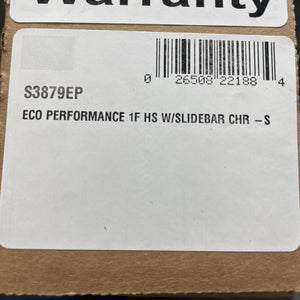 Warranty
0 26508 22188 4
S3879EP
ECO PERFORMANCE 1F HS W/SLIDEBAR CHR – S